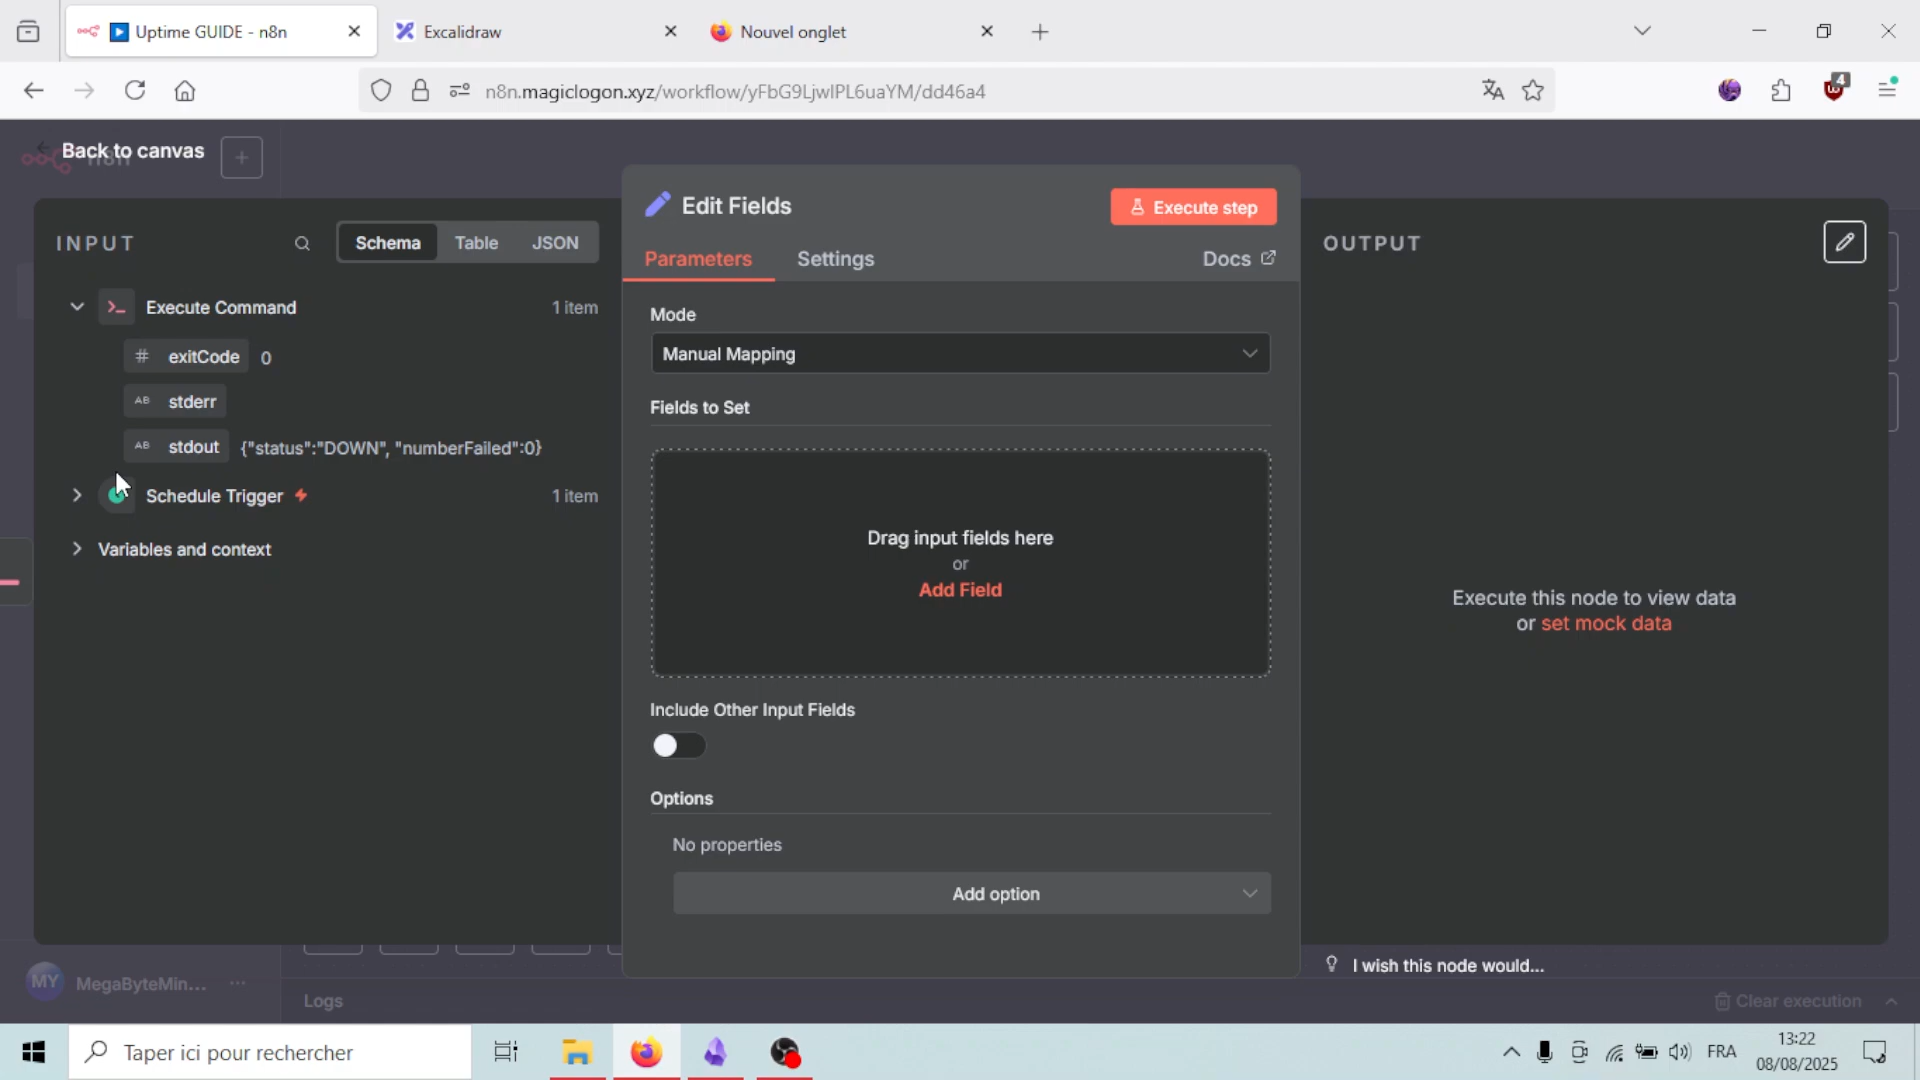 Uptime GUIDE - n8n
Excalidraw
Nouvel onglet
n8n.magiclogon.xyz/workflow/yFbG9LjwIPL6uaYM/dd46a4
4
Back to canvas
n8n
INPUT
Schema
Table
JSON
Execute Command
1 item
# exitCode 0
AB stderr
AB stdout {"status":"DOWN", "numberFailed":0}
Schedule Trigger
1 item
Variables and context
Edit Fields
Execute step
Parameters
Settings
Docs
Mode
Manual Mapping
Fields to Set
Drag input fields here
or
Add Field
Include Other Input Fields
Options
No properties
Add option
OUTPUT
Execute this node to view data
or set mock data
I wish this node would...
MY MegaByteMin... ...
Logs
Clear execution
Taper ici pour rechercher
FRA
13:22
08/08/2025